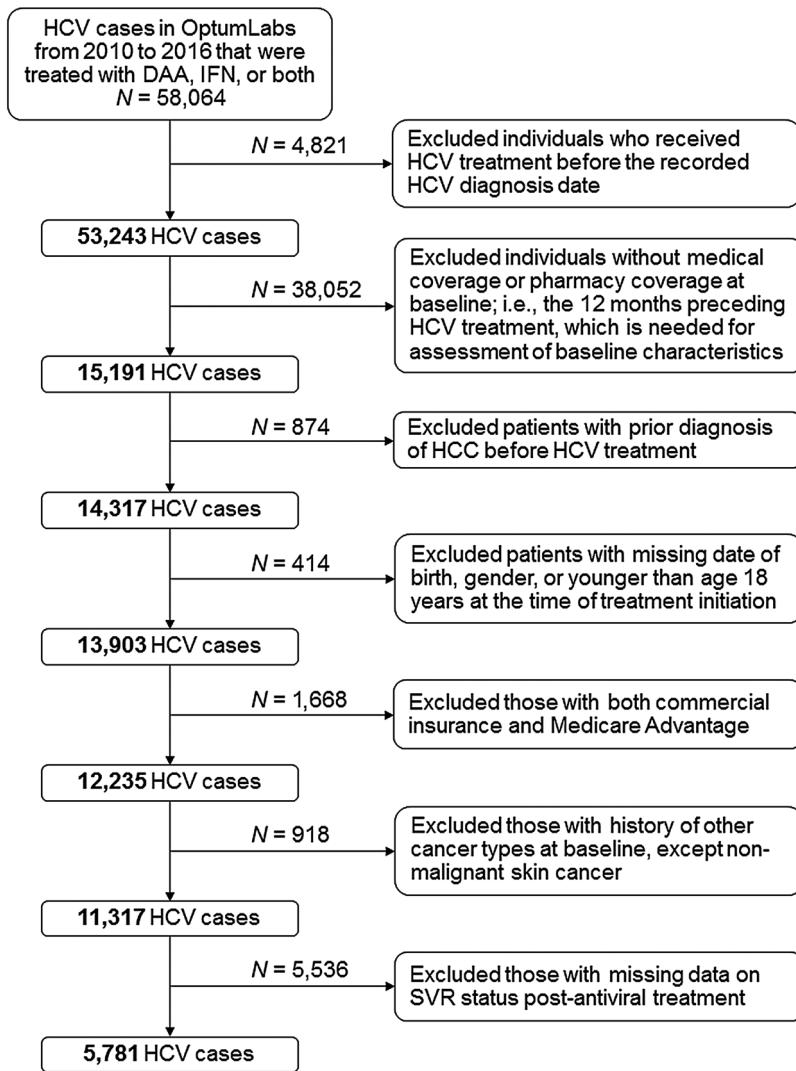 HCV cases in OptumLabs
from 2010 to 2016 that were
treated with DAA, IFN, or both
N = 58,064
N = 4,821
Excluded individuals who received
HCV treatment before the recorded
HCV diagnosis date
53,243 HCV cases
N = 38,052
Excluded individuals without medical
coverage or pharmacy coverage at
baseline; i.e., the 12 months preceding
HCV treatment, which is needed for
assessment of baseline characteristics
15,191 HCV cases
N = 874
Excluded patients with prior diagnosis
of HCC before HCV treatment
14,317 HCV cases
N = 414
Excluded patients with missing date of
birth, gender, or younger than age 18
years at the time of treatment initiation
13,903 HCV cases
N = 1,668
Excluded those with both commercial
insurance and Medicare Advantage
12,235 HCV cases
N = 918
Excluded those with history of other
cancer types at baseline, except non-
malignant skin cancer
11,317 HCV cases
N = 5,536
Excluded those with missing data on
SVR status post-antiviral treatment
5,781 HCV cases